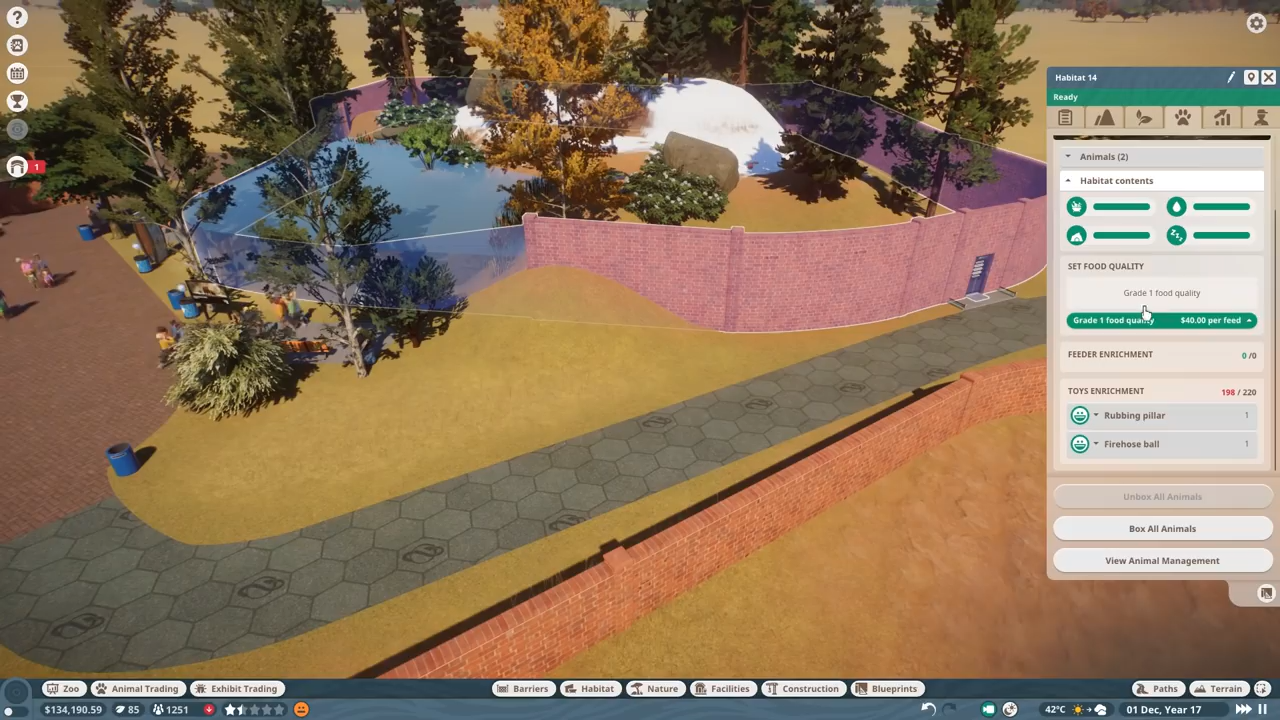 Habitat 14
Ready
Animals (2)
Habitat contents
SET FOOD QUALITY
Grade 1 food quality
Grade 1 food quality $40.00 per feed
FEEDER ENRICHMENT 0 /0
TOYS ENRICHMENT 198 / 220
Rubbing pillar 1
Firehose ball 1
Unbox All Animals
Box All Animals
View Animal Management
1
Zoo Animal Trading Exhibit Trading Barriers Habitat Nature Facilities Construction Blueprints Paths Terrain
$134,190.59 85 1251 42°C 01 Dec, Year 17